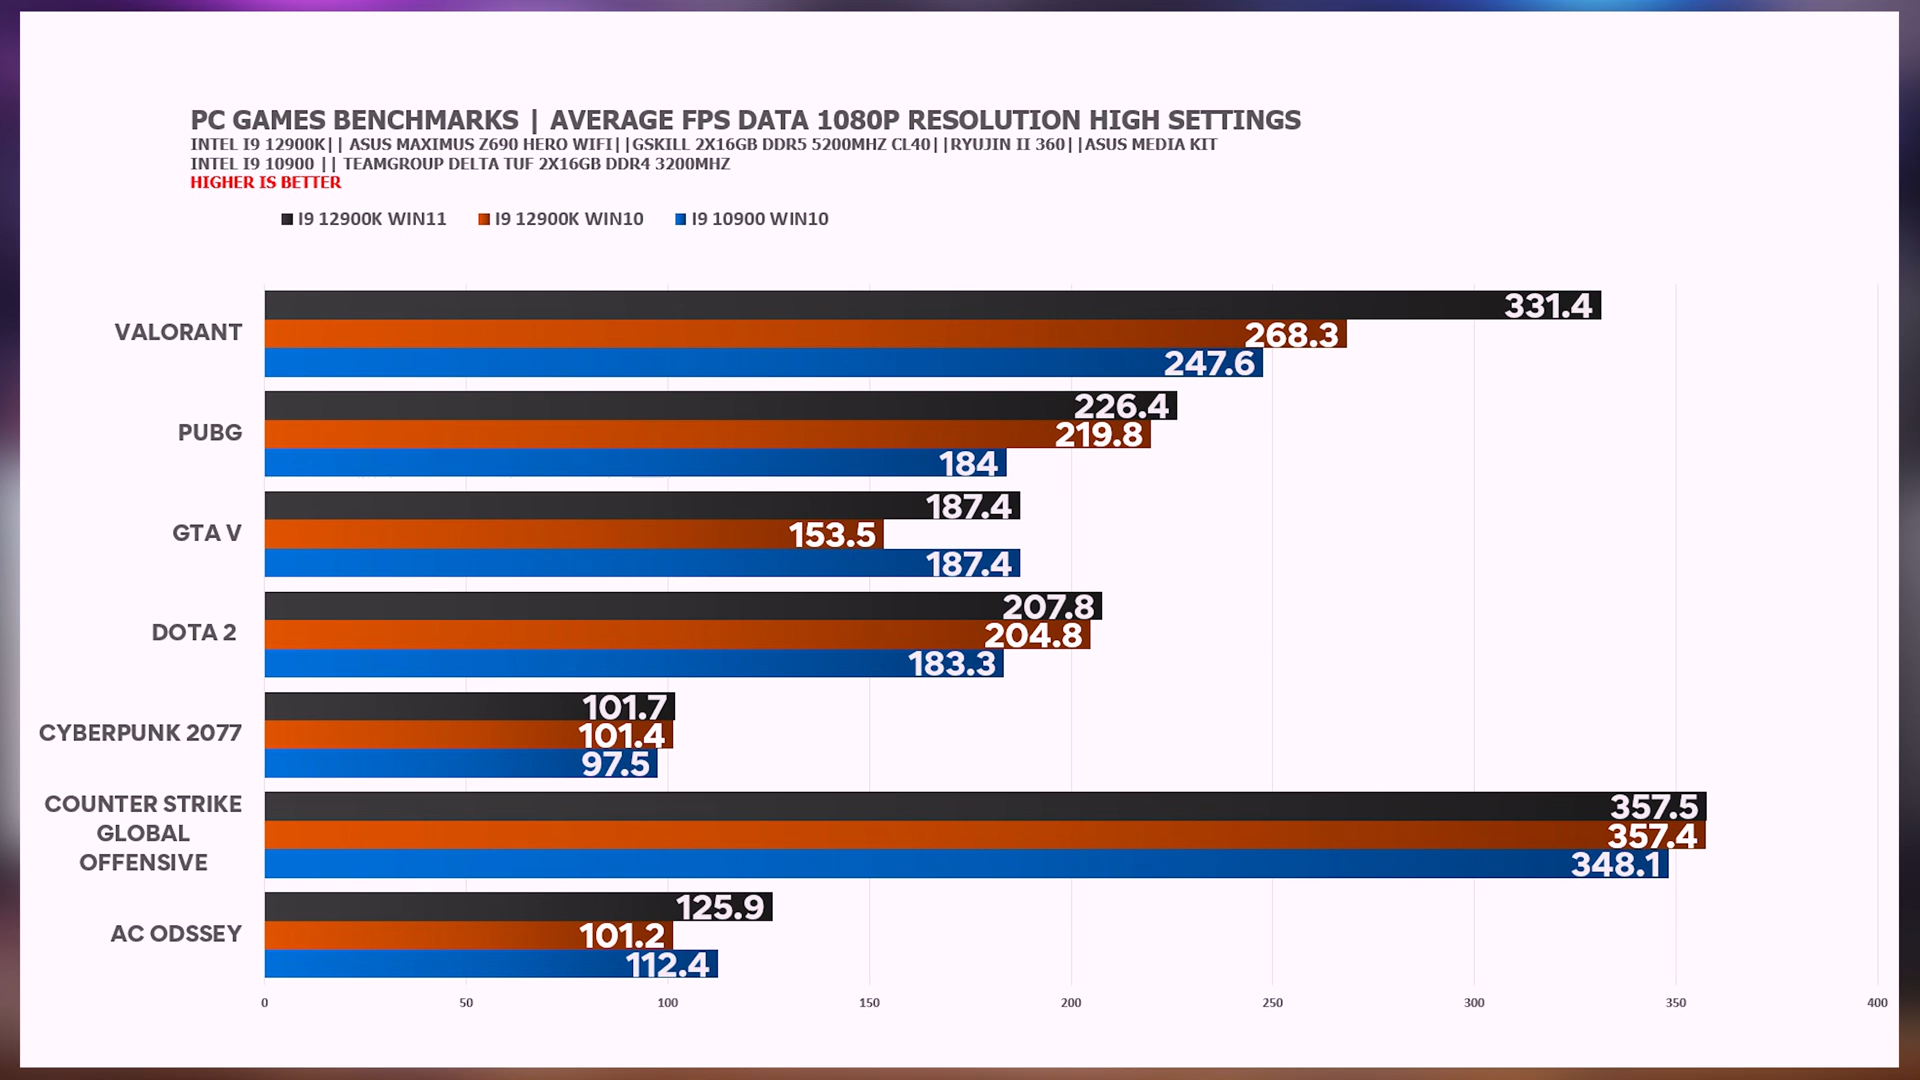 PC GAMES BENCHMARKS | AVERAGE FPS DATA 1080P RESOLUTION HIGH SETTINGS
INTEL I9 12900K|| ASUS MAXIMUS Z690 HERO WIFI||GSKILL 2X16GB DDR5 5200MHZ CL40||RYUJIN II 360||ASUS MEDIA KIT
INTEL I9 10900 || TEAMGROUP DELTA TUF 2X16GB DDR4 3200MHZ
HIGHER IS BETTER
I9 12900K WIN11 I9 12900K WIN10 I9 10900 WIN10
VALORANT
331.4
268.3
247.6
PUBG
226.4
219.8
184
GTA V
187.4
153.5
187.4
DOTA 2
207.8
204.8
183.3
CYBERPUNK 2077
101.7
101.4
97.5
COUNTER STRIKE
GLOBAL
OFFENSIVE
357.5
357.4
348.1
AC ODSSEY
125.9
101.2
112.4
0 50 100 150 200 250 300 350 400